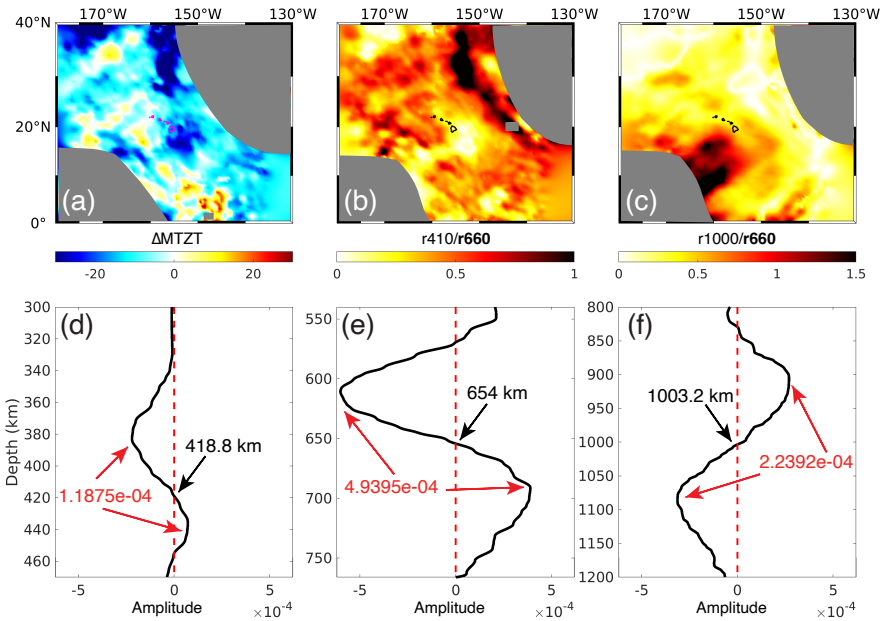 170°W 150°W 130°W 170°W 150°W 130°W 170°W 150°W 130°W
40°N
20°N
0°
(a) (b) (c)
ΔMTZT r410/r660 r1000/r660
-20 0 20 0 0.5 1 0 0.5 1 1.5
(d) (e) (f)
300
320
340
360
380
400
420
440
460
Depth (km)
418.8 km
1.1875e-04
-5 0 5
Amplitude ×10⁻⁴
550
600
650
700
750
654 km
4.9395e-04
-5 0 5
Amplitude ×10⁻⁴
800
850
900
950
1000
1050
1100
1150
1200
1003.2 km
2.2392e-04
-5 0 5
Amplitude ×10⁻⁴